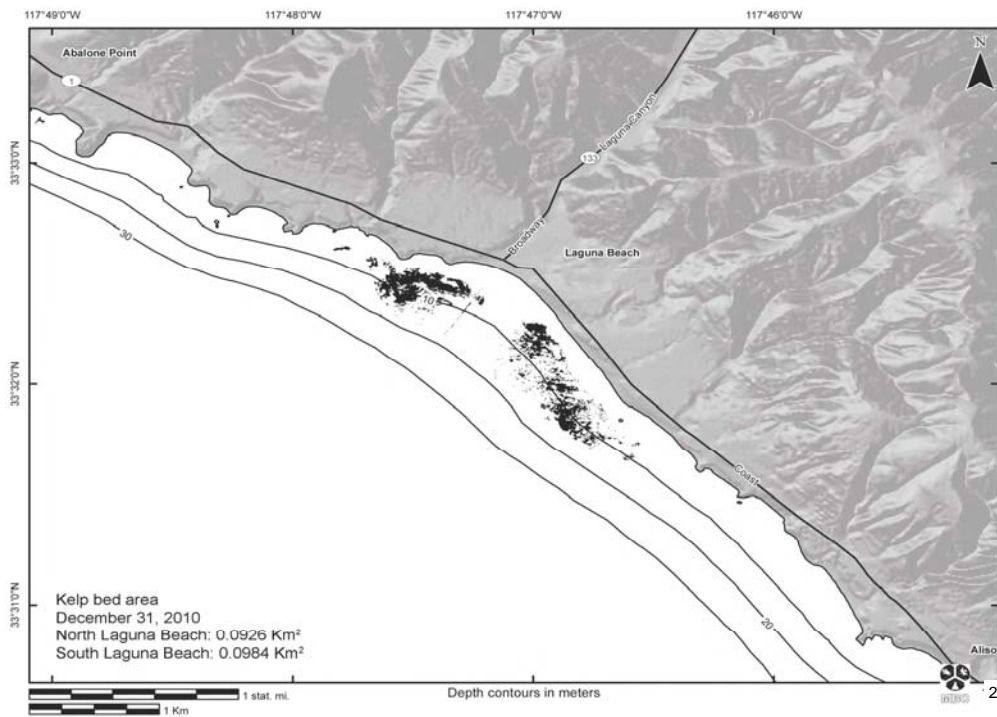 117°49'0"W 117°48'0"W 117°47'0"W 117°46'0"W
Abalone Point
N
1
Laguna Canyon
133
33°33'0"N
Broadway
Laguna Beach
30
10
33°32'0"N
Coast
33°31'0"N
20
Kelp bed area
December 31, 2010
North Laguna Beach: 0.0926 Km²
South Laguna Beach: 0.0984 Km²
Aliso
MBC
2
1 stat. mi.
Depth contours in meters
1 Km